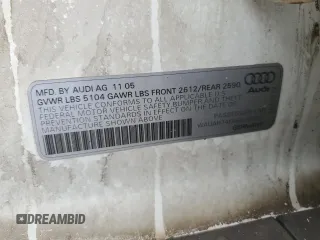 MFD. BY AUDI AG 11 05
GVWR LBS 5104 GAWR LBS FRONT 2612/REAR 2590
THIS VEHICLE CONFORMS TO ALL APPLICABLE U.S.
FEDERAL MOTOR VEHICLE SAFETY BUMPER AND THEFT
PREVENTION STANDARDS IN EFFECT ON THE DATE OF
MANUFACTURE SHOWN ABOVE
Audi
DREAMBID